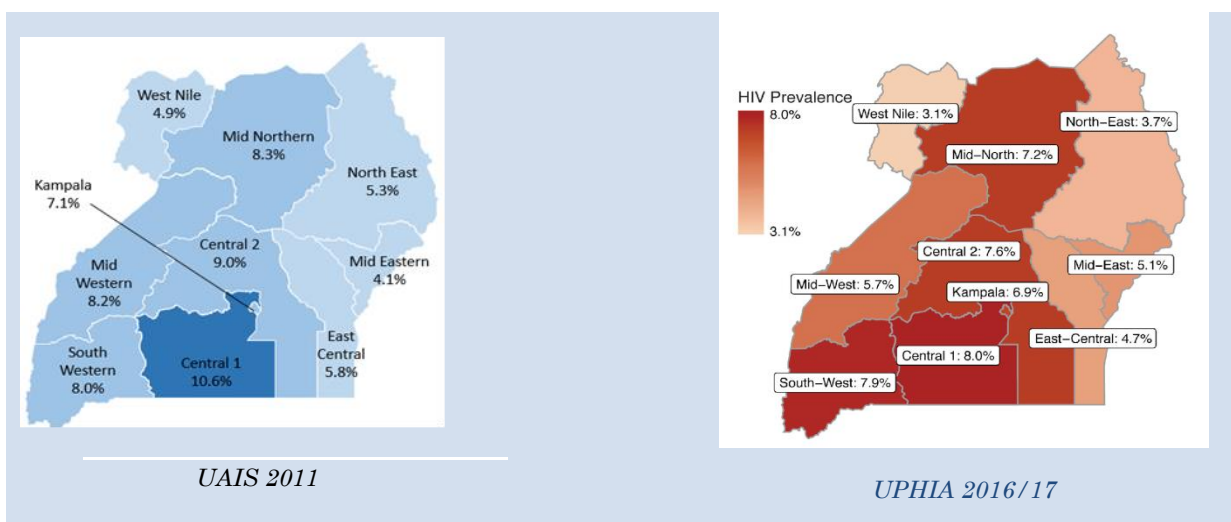 West Nile
4.9%
Mid Northern
8.3%
North East
5.3%
Kampala
7.1%
Central 2
9.0%
Mid Eastern
4.1%
Mid
Western
8.2%
East
Central
5.8%
South
Western
8.0%
Central 1
10.6%
UAIS 2011
HIV Prevalence
8.0%
3.1%
West Nile: 3.1%
North-East: 3.7%
Mid-North: 7.2%
Central 2: 7.6%
Mid-East: 5.1%
Mid-West: 5.7%
Kampala: 6.9%
East-Central: 4.7%
Central 1: 8.0%
South-West: 7.9%
UPHIA 2016/17